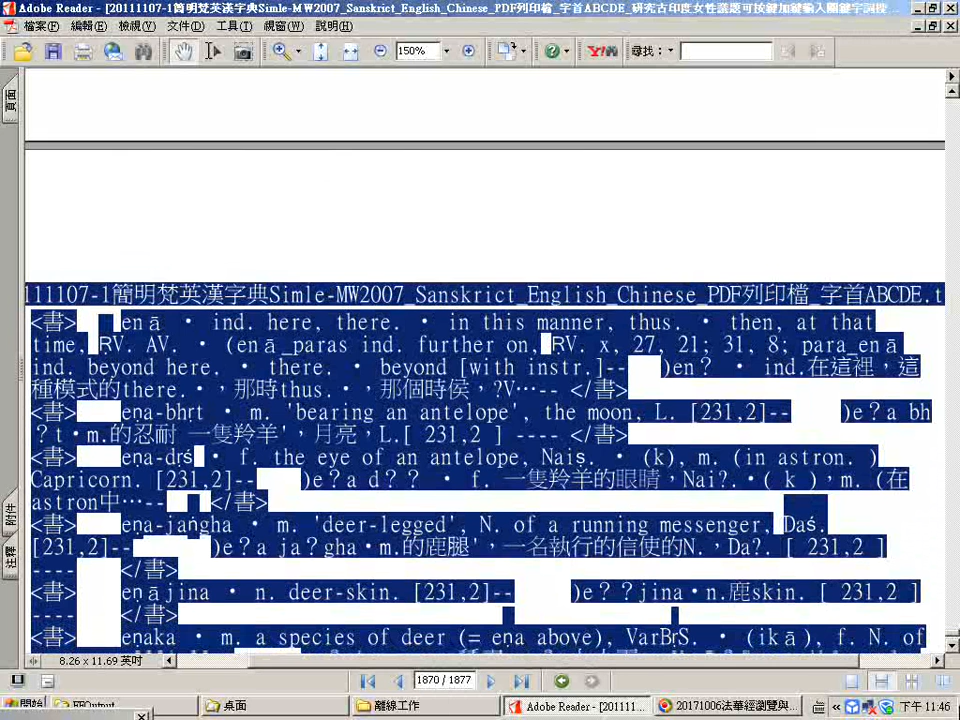 Adobe Reader - [20111107-1簡明梵英漢字典Simle-MW2007_Sanskrict_English_Chinese_PDF列印檔_字首ABCDE_研究古印度女性議題可按鍵加鍵輸入關鍵字詞搜
檔案(F) 編輯(E) 檢視(V) 文件(D) 工具(T) 視窗(W) 說明(H)
150% Y! 尋找:
頁面
附件
注釋
111107-1簡明梵英漢字典Simle-MW2007_Sanskrict_English_Chinese_PDF列印檔_字首ABCDE.t
<書> enā • ind. here, there. • in this manner, thus. • then, at that
time, ṚV. AV. • (enā_paras ind. further on, ṚV. x, 27, 21; 31, 8; para_enā
ind. beyond here. • there. • beyond [with instr.]-- )en? • ind.在這裡，這
種模式的there.•，那時thus.•，那個時侯，?V…-- </書>
<書> eṇa-bhṛt • m. 'bearing an antelope', the moon, L. [231,2]-- )e?a bh
?t•m.的忍耐 一隻羚羊'，月亮，L.[ 231,2 ] ---- </書>
<書> eṇa-dṛś • f. the eye of an antelope, Naiṣ. • (k), m. (in astron. )
Capricorn. [231,2]-- )e?a d?? • f. 一隻羚羊的眼睛，Nai?.•( k )，m. (在
astron中…-- </書>
<書> eṇa-jaṅgha • m. 'deer-legged', N. of a running messenger, Daś.
[231,2]-- )e?a ja?gha•m.的鹿腿'，一名執行的信使的N.，Da?. [ 231,2 ]
---- </書>
<書> eṇājina • n. deer-skin. [231,2]-- )e??jina•n.鹿skin. [ 231,2 ]
---- </書>
<書> eṇaka • m. a species of deer (= eṇa above), VarBṛS. • (ikā), f. N. of
8.26 x 11.69 英吋
1870 / 1877
開始 FFOutput 桌面 離線工作 Adobe Reader - [201111... 20171006法華經瀏覽與... 下午 11:46